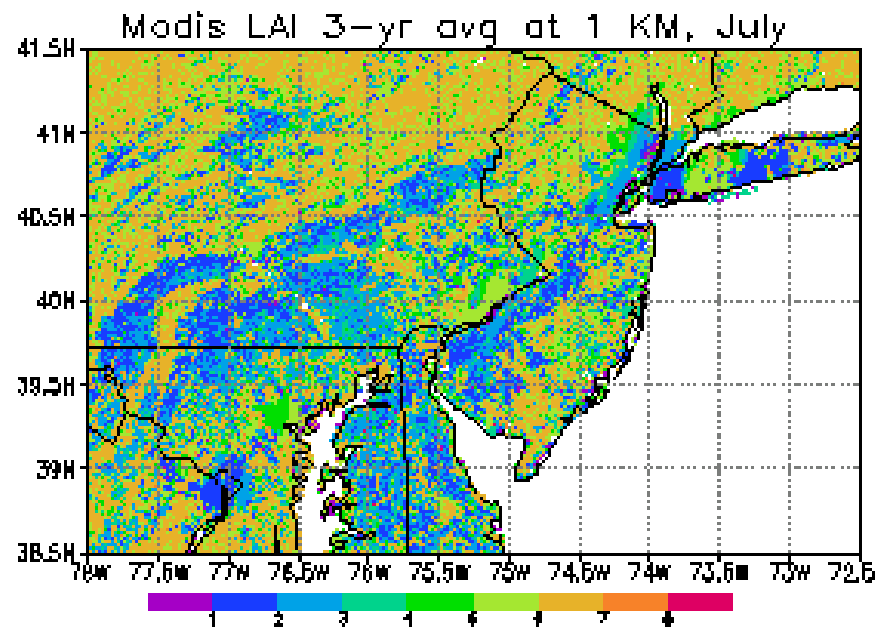 Modis LAI 3-yr avg at 1 KM, July
41.5N
41N
40.5N
40N
39.5N
39N
38.5N
78W 77.5W 77W 76.5W 76W 75.5W 75W 74.5W 74W 73.5W 73W 72.5W
1 2 3 4 5 6 7 8